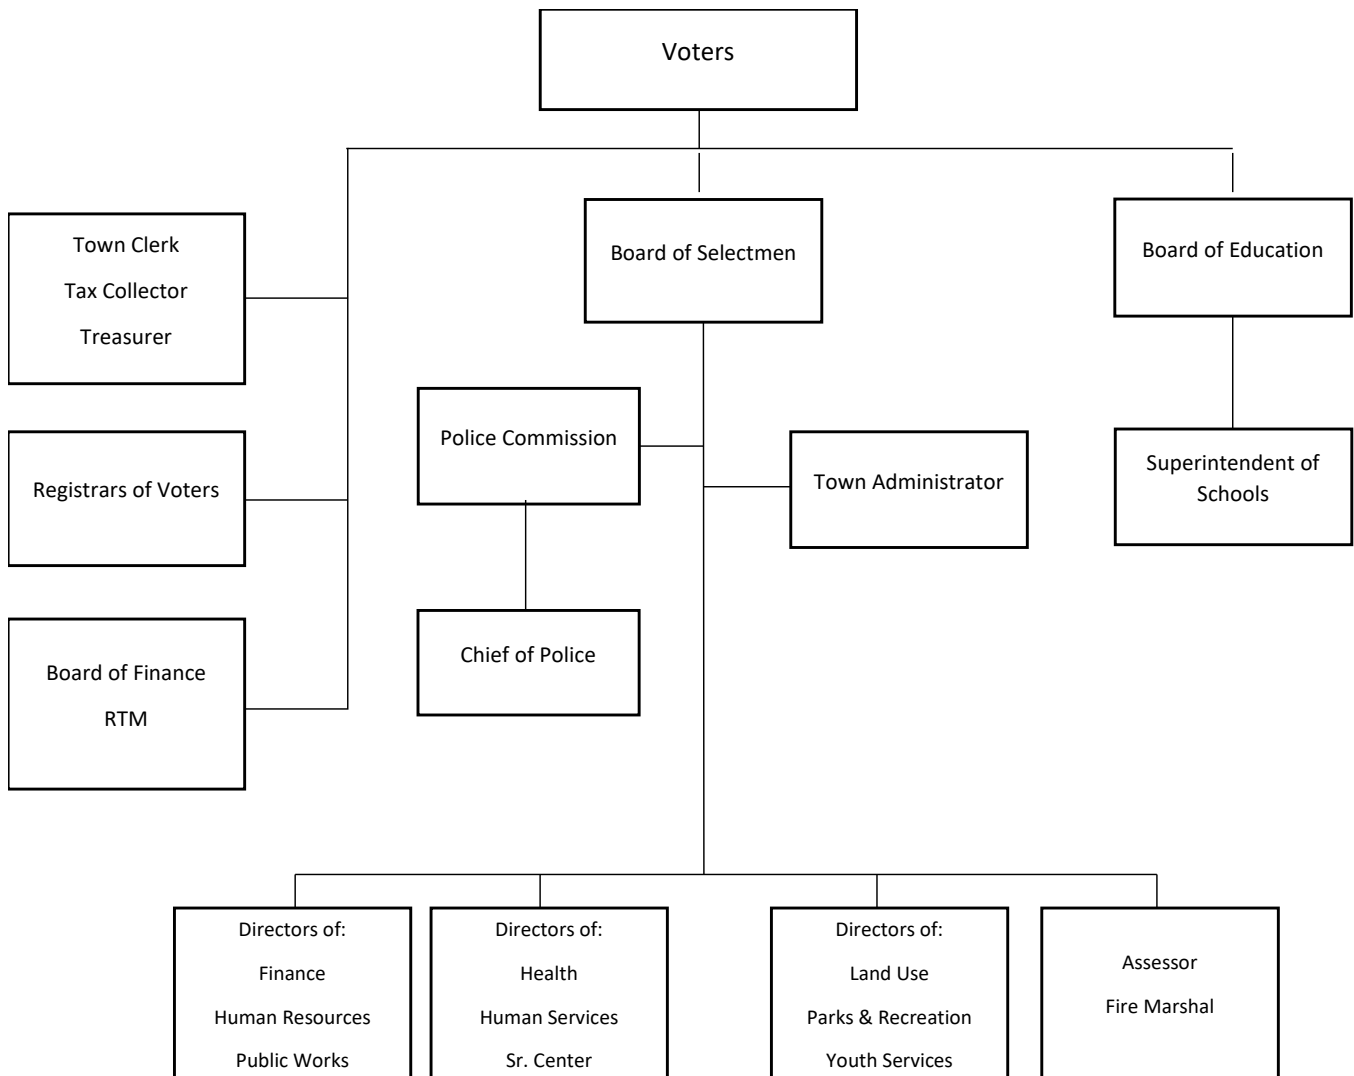 Voters
Town Clerk
Tax Collector
Treasurer
Board of Selectmen
Board of Education
Police Commission
Town Administrator
Superintendent of
Schools
Registrars of Voters
Chief of Police
Board of Finance
RTM
Directors of:
Finance
Human Resources
Public Works
Directors of:
Health
Human Services
Sr. Center
Directors of:
Land Use
Parks & Recreation
Youth Services
Assessor
Fire Marshal